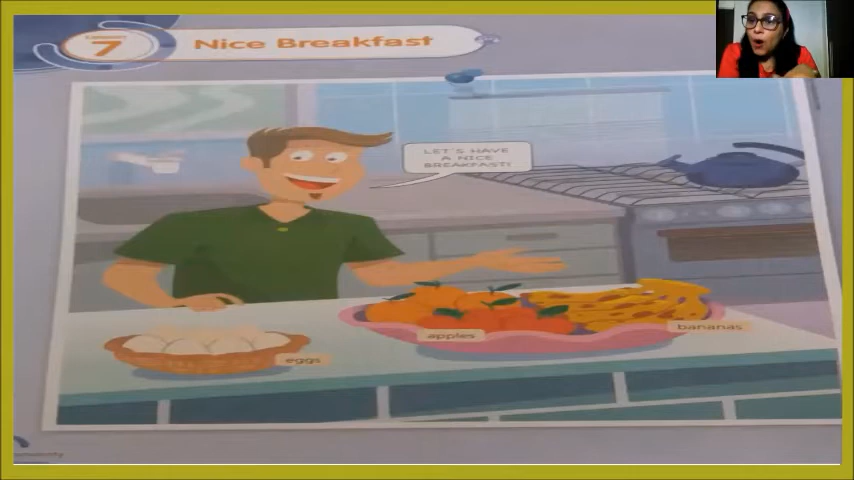 7
Nice Breakfast
LET'S HAVE
A NICE
BREAKFAST!
bananas
apples
eggs